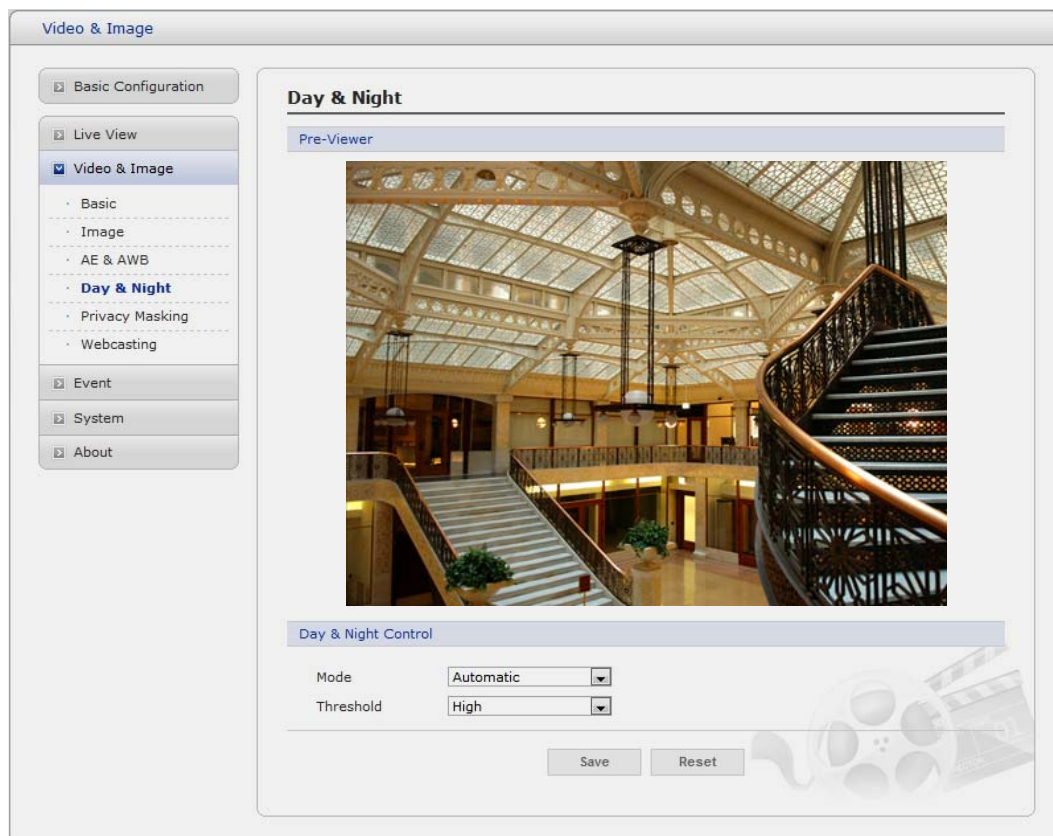 Video & Image
Basic Configuration
Live View
Video & Image
Basic
Image
AE & AWB
Day & Night
Privacy Masking
Webcasting
Event
System
About
Day & Night
Pre-Viewer
Day & Night Control
Mode Automatic
Threshold High
Save Reset